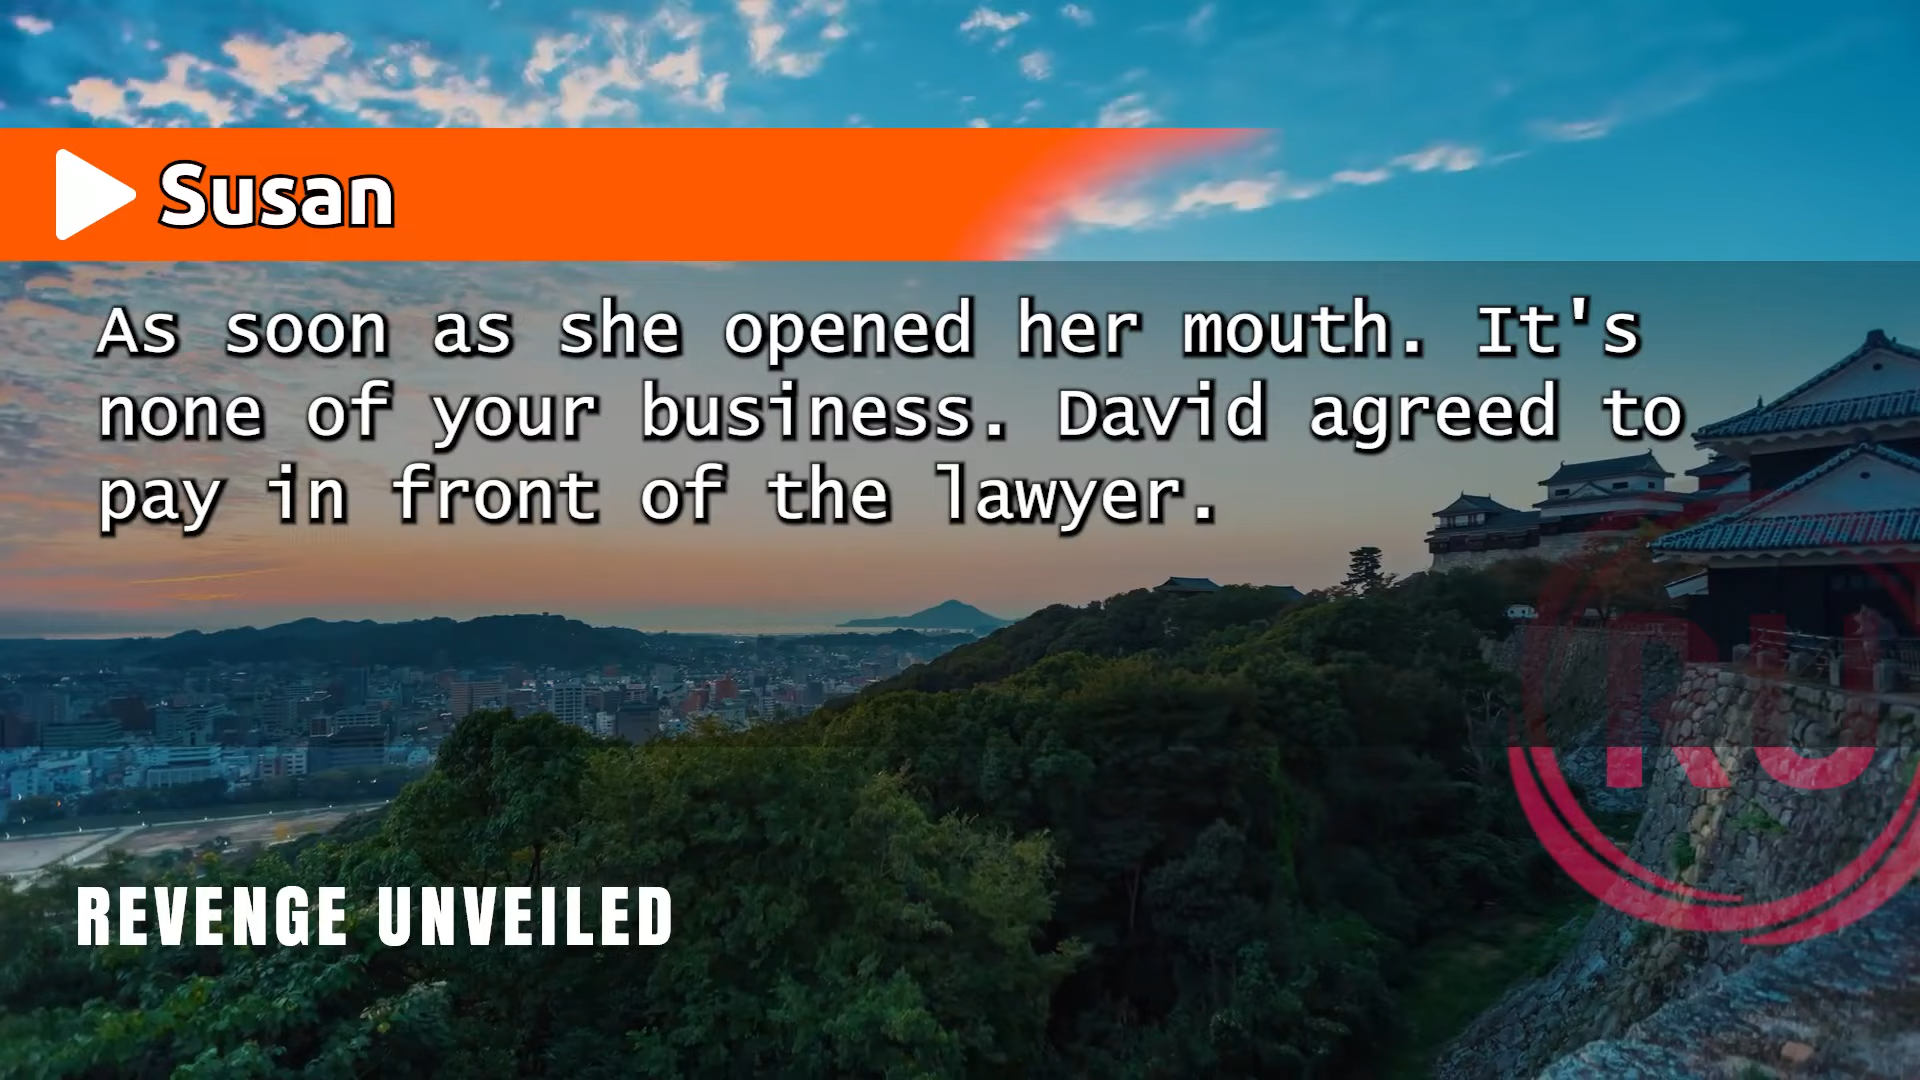 Susan
As soon as she opened her mouth. It's
none of your business. David agreed to
pay in front of the lawyer.
RU
REVENGE UNVEILED